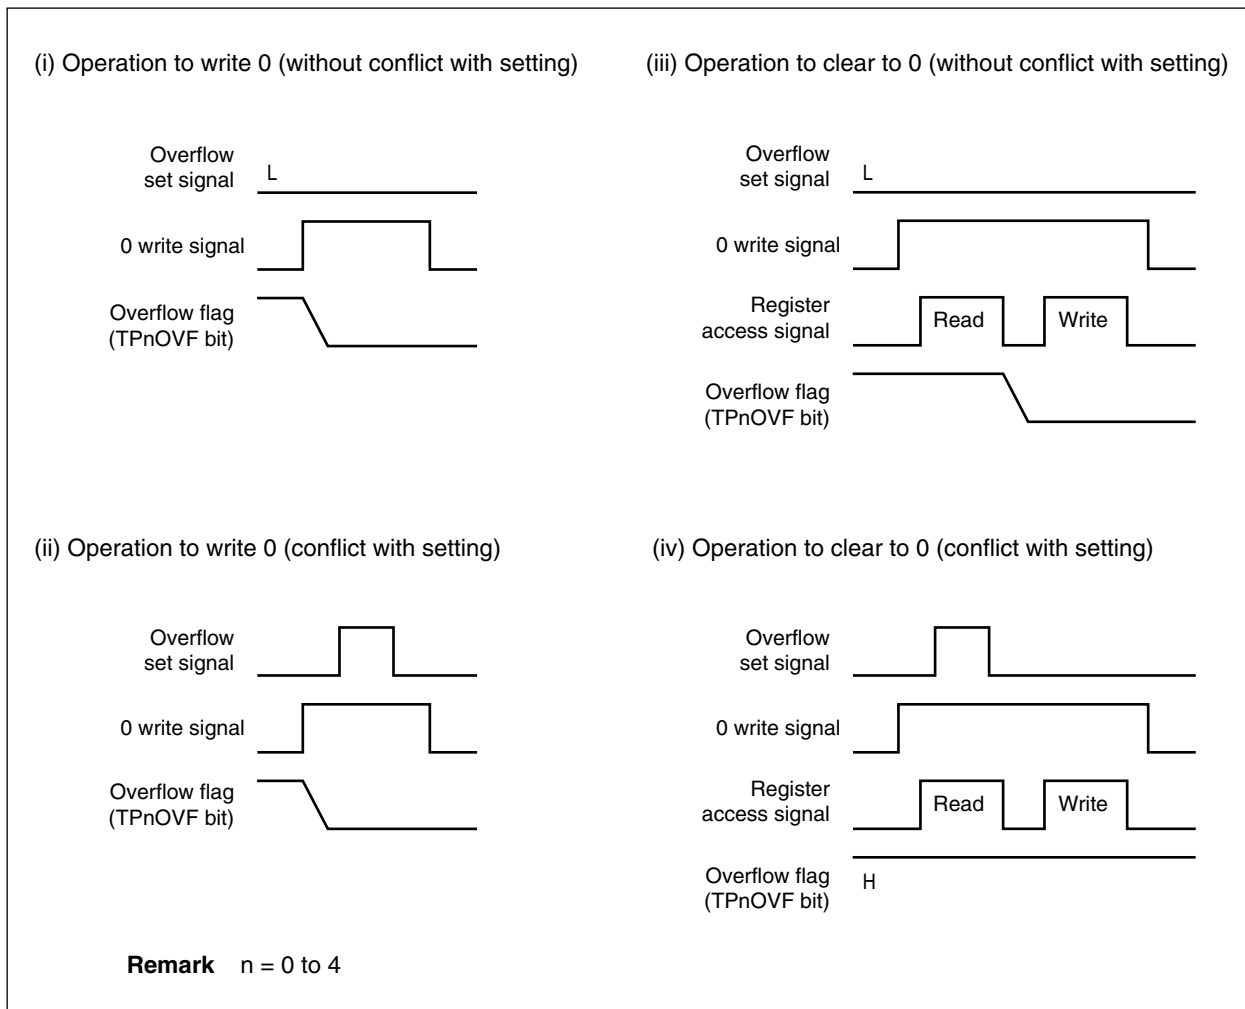 (i) Operation to write 0 (without conflict with setting)
Overflow
set signal
L
0 write signal
Overflow flag
(TPnOVF bit)
(iii) Operation to clear to 0 (without conflict with setting)
Overflow
set signal
L
0 write signal
Register
access signal
Read
Write
Overflow flag
(TPnOVF bit)
(ii) Operation to write 0 (conflict with setting)
Overflow
set signal
0 write signal
Overflow flag
(TPnOVF bit)
(iv) Operation to clear to 0 (conflict with setting)
Overflow
set signal
0 write signal
Register
access signal
Read
Write
Overflow flag
(TPnOVF bit)
H
Remark n = 0 to 4